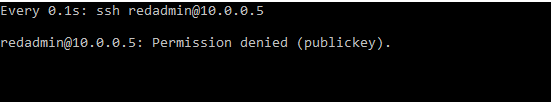 Every 0.1s: ssh redadmin@10.0.0.5
redadmin@10.0.0.5: Permission denied (publickey).